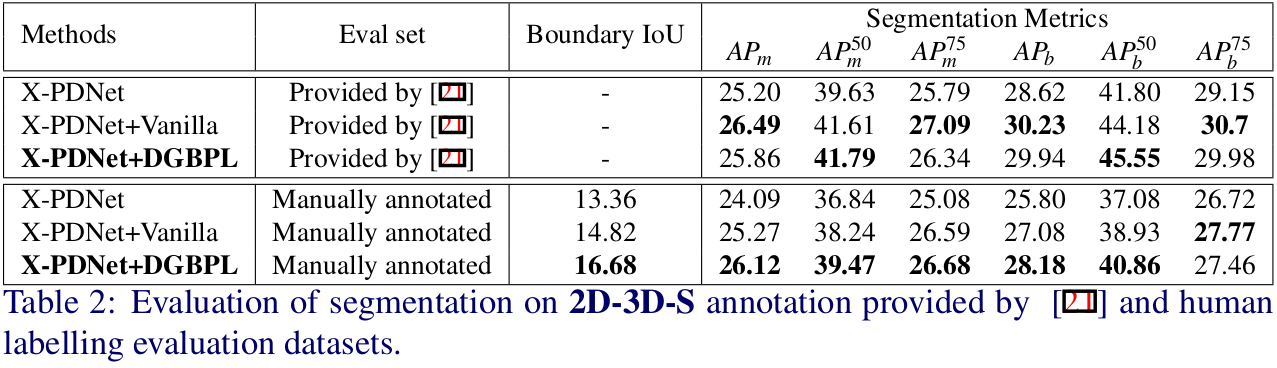 Methods Eval set Boundary IoU Segmentation Metrics
AP_m AP_m^50 AP_m^75 AP_b AP_b^50 AP_b^75
X-PDNet Provided by [21] - 25.20 39.63 25.79 28.62 41.80 29.15
X-PDNet+Vanilla Provided by [21] - 26.49 41.61 27.09 30.23 44.18 30.7
X-PDNet+DGBPL Provided by [21] - 25.86 41.79 26.34 29.94 45.55 29.98
X-PDNet Manually annotated 13.36 24.09 36.84 25.08 25.80 37.08 26.72
X-PDNet+Vanilla Manually annotated 14.82 25.27 38.24 26.59 27.08 38.93 27.77
X-PDNet+DGBPL Manually annotated 16.68 26.12 39.47 26.68 28.18 40.86 27.46
Table 2: Evaluation of segmentation on 2D-3D-S annotation provided by [21] and human
labelling evaluation datasets.